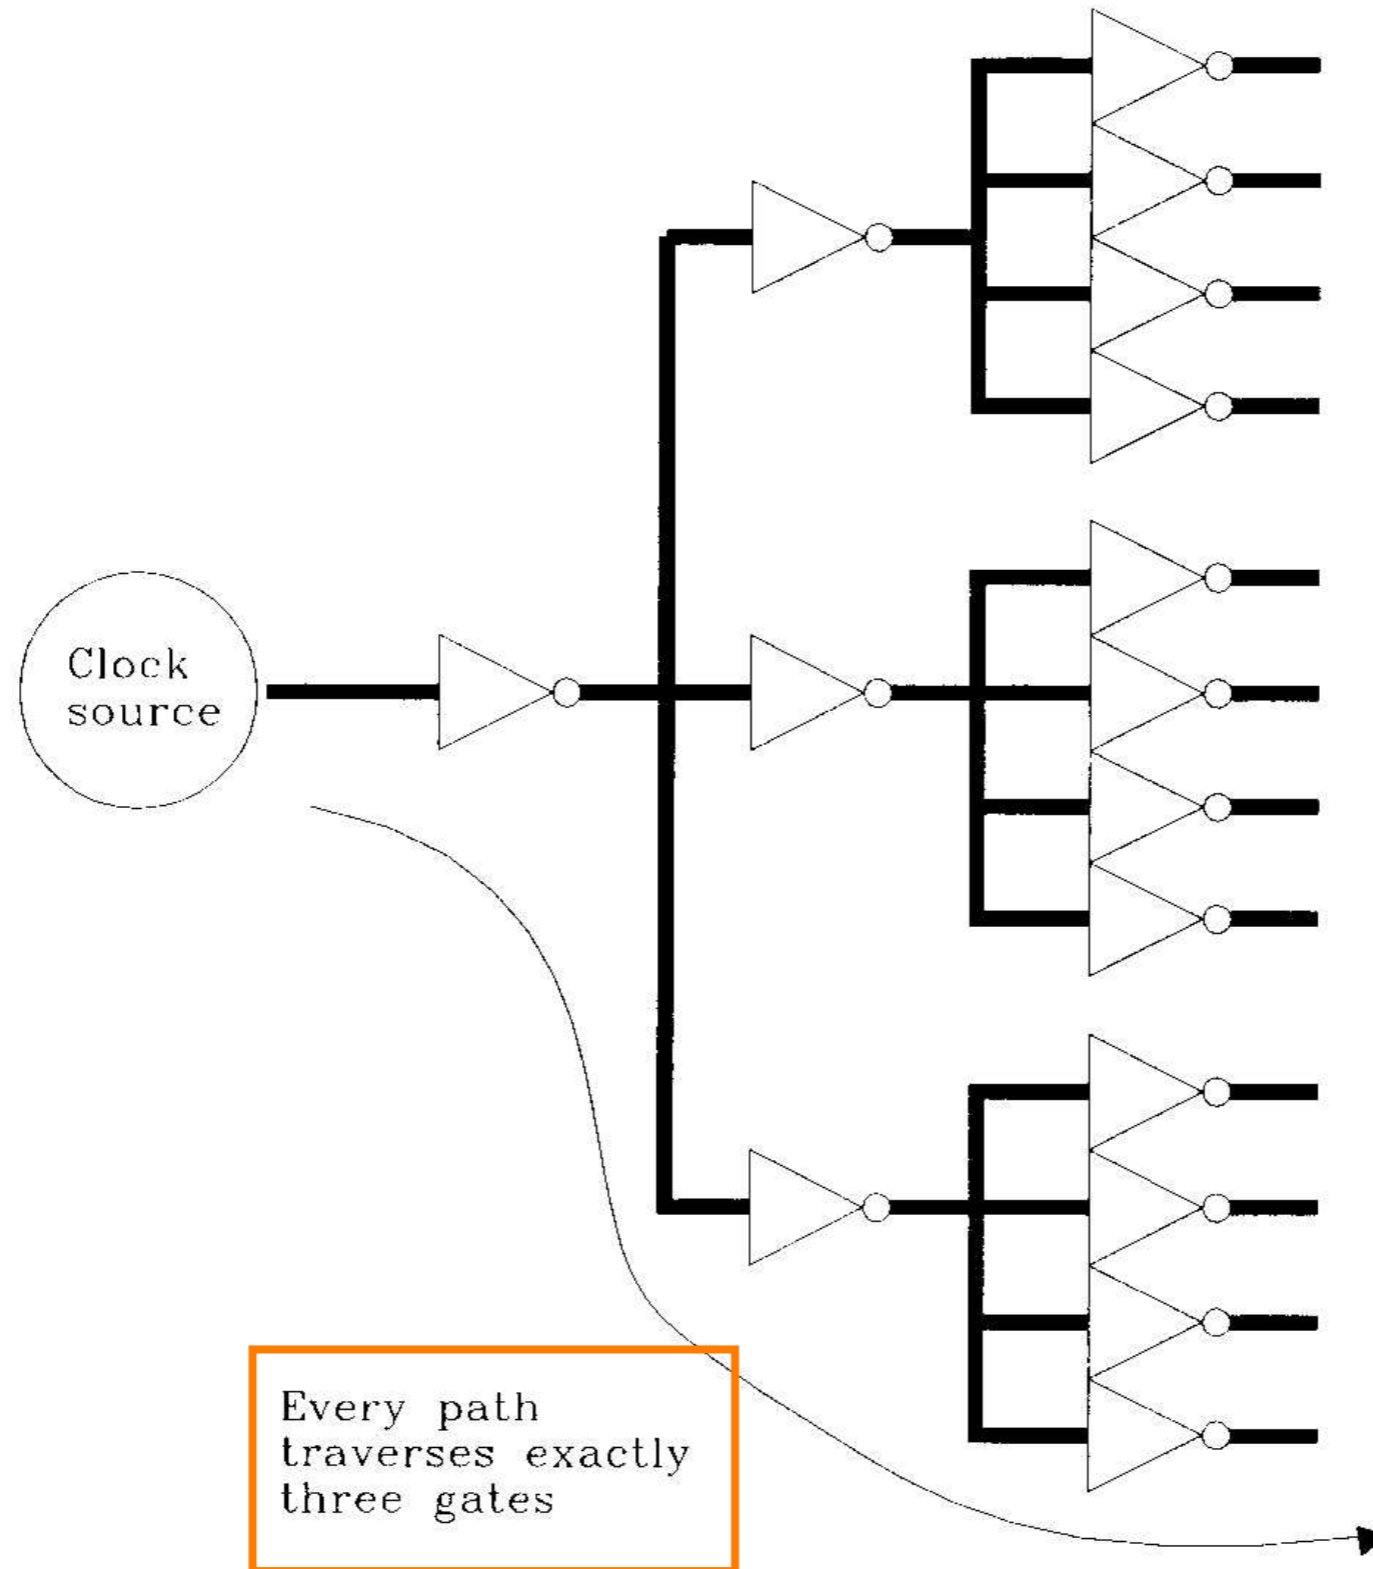 Clock
source
Every path
traverses exactly
three gates